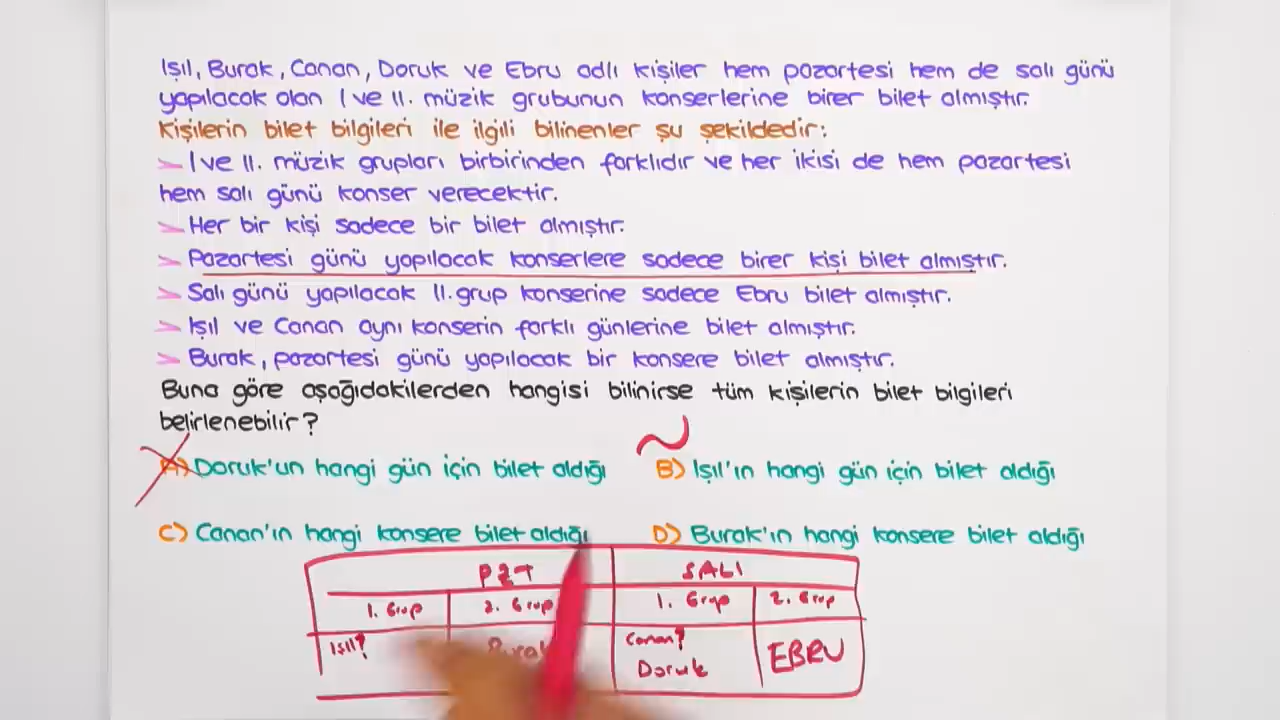 Işıl, Burak, Canan, Doruk ve Ebru adlı kişiler hem pazartesi hem de salı günü
yapılacak olan I ve II. müzik grubunun konserlerine birer bilet almıştır.
Kişilerin bilet bilgileri ile ilgili bilinenler şu şekildedir:
➢ I ve II. müzik grupları birbirinden farklıdır ve her ikisi de hem pazartesi
hem salı günü konser verecektir.
➢ Her bir kişi sadece bir bilet almıştır.
➢ Pazartesi günü yapılacak konserlere sadece birer kişi bilet almıştır.
➢ Salı günü yapılacak II. grup konserine sadece Ebru bilet almıştır.
➢ Işıl ve Canan aynı konserin farklı günlerine bilet almıştır.
➢ Burak, pazartesi günü yapılacak bir konsere bilet almıştır.
Buna göre aşağıdakilerden hangisi bilinirse tüm kişilerin bilet bilgileri
belirlenebilir?
A) Doruk'un hangi gün için bilet aldığı
B) Işıl'ın hangi gün için bilet aldığı
C) Canan'ın hangi konsere bilet aldığı
D) Burak'ın hangi konsere bilet aldığı
PZT SALI
1. Grup 2. Grup 1. Grup 2. Grup
Işıl? Canan? EBRU
Doruk